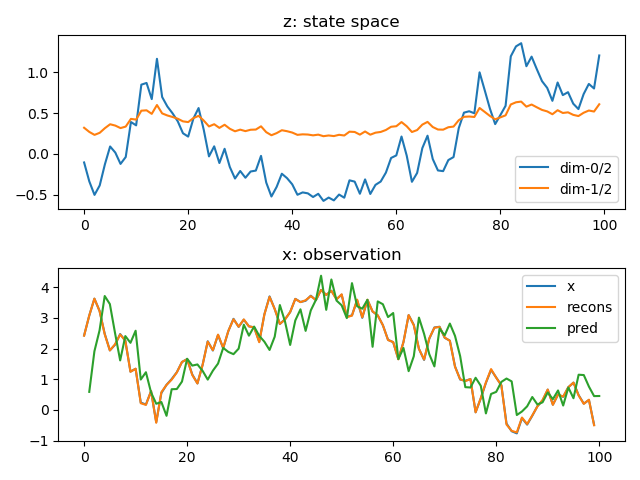 z: state space
1.0
0.5
0.0
−0.5
0 20 40 60 80 100
dim-0/2
dim-1/2
x: observation
4
3
2
1
0
−1
0 20 40 60 80 100
x
recons
pred